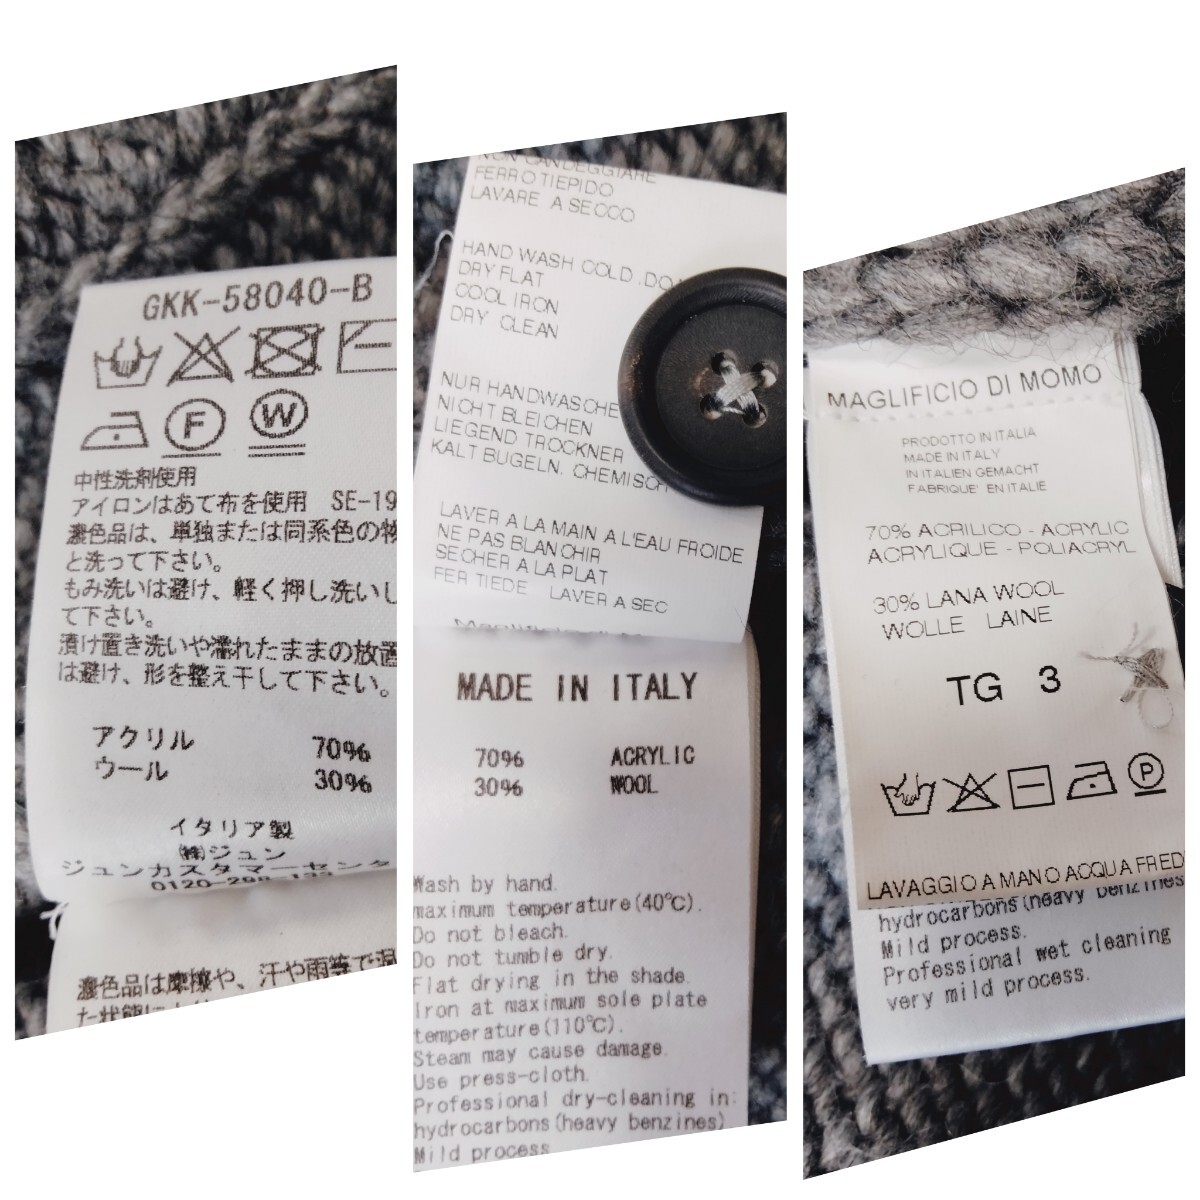 GKK-58040-B
F W
中性洗剤使用
アイロンはあて布を使用 SE-19
濃色品は、単独または同系色の物
と洗って下さい。
もみ洗いは避け、軽く押し洗いし
て下さい。
漬け置き洗いや濡れたままの放置
は避け、形を整え干して下さい。
アクリル 70%
ウール 30%
イタリア製
㈱ジュン
ジュンカスタマーセンタ
濃色品は摩擦や、汗や雨等で湿
た状態に
NON CANDEGGIARE
FERRO TIEPIDO
LAVARE A SECCO
HAND WASH COLD.DO
DRY FLAT
COOL IRON
DRY CLEAN
NUR HANDWASCHE
NICHT BLEICHEN
LIEGEND TROCKNER
KALT BUGELN. CHEMISCH
LAVER A LA MAIN A L'EAU FROIDE
NE PAS BLANCHIR
SECHER A LA PLAT
FER TIEDE LAVER A SEC
MADE IN ITALY
70% ACRYLIC
30% WOOL
Wash by hand.
maximum temperature(40℃).
Do not bleach.
Do not tumble dry.
Flat drying in the shade.
Iron at maximum sole plate
temperature(110℃).
Steam may cause damage.
Use press-cloth.
Professional dry-cleaning in:
hydrocarbons(heavy benzines)
Mild process
MAGLIFICIO DI MOMO
PRODOTTO IN ITALIA
MADE IN ITALY
IN ITALIEN GEMACHT
FABRIQUE' EN ITALIE
70% ACRILICO - ACRYLIC
ACRYLIQUE - POLIACRYL
30% LANA WOOL
WOLLE LAINE
TG 3
P
LAVAGGIO A MANO ACQUA FRED
hydrocarbons(heavy benzines
Mild process.
Professional wet cleaning
very mild process.